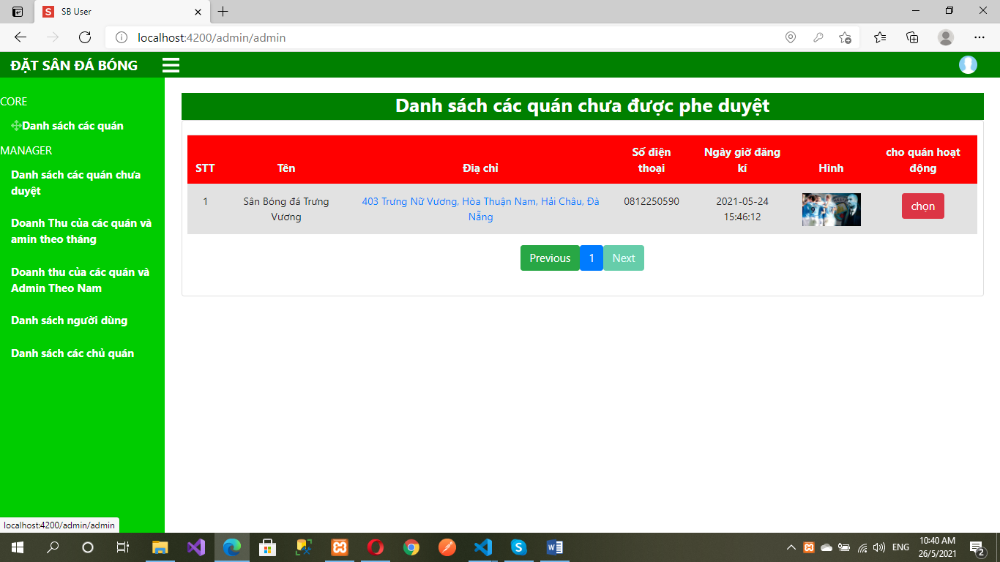 SB User
localhost:4200/admin/admin
ĐẶT SÂN ĐÁ BÓNG
CORE
Danh sách các quán
MANAGER
Danh sách các quán chưa
duyệt
Doanh Thu của các quán và
amin theo tháng
Doanh thu của các quán và
Admin Theo Nam
Danh sách người dùng
Danh sách các chủ quán
Danh sách các quán chưa được phe duyệt
STT
Tên
Điạ chỉ
Số điện
thoại
Ngày giờ đăng
kí
Hình
cho quán hoạt
động
1
Sân Bóng đá Trưng
Vương
403 Trưng Nữ Vương, Hòa Thuận Nam, Hải Châu, Đà
Nẵng
0812250590
2021-05-24
15:46:12
chọn
Previous
1
Next
localhost:4200/admin/admin
ENG
10:40 AM
26/5/2021
2